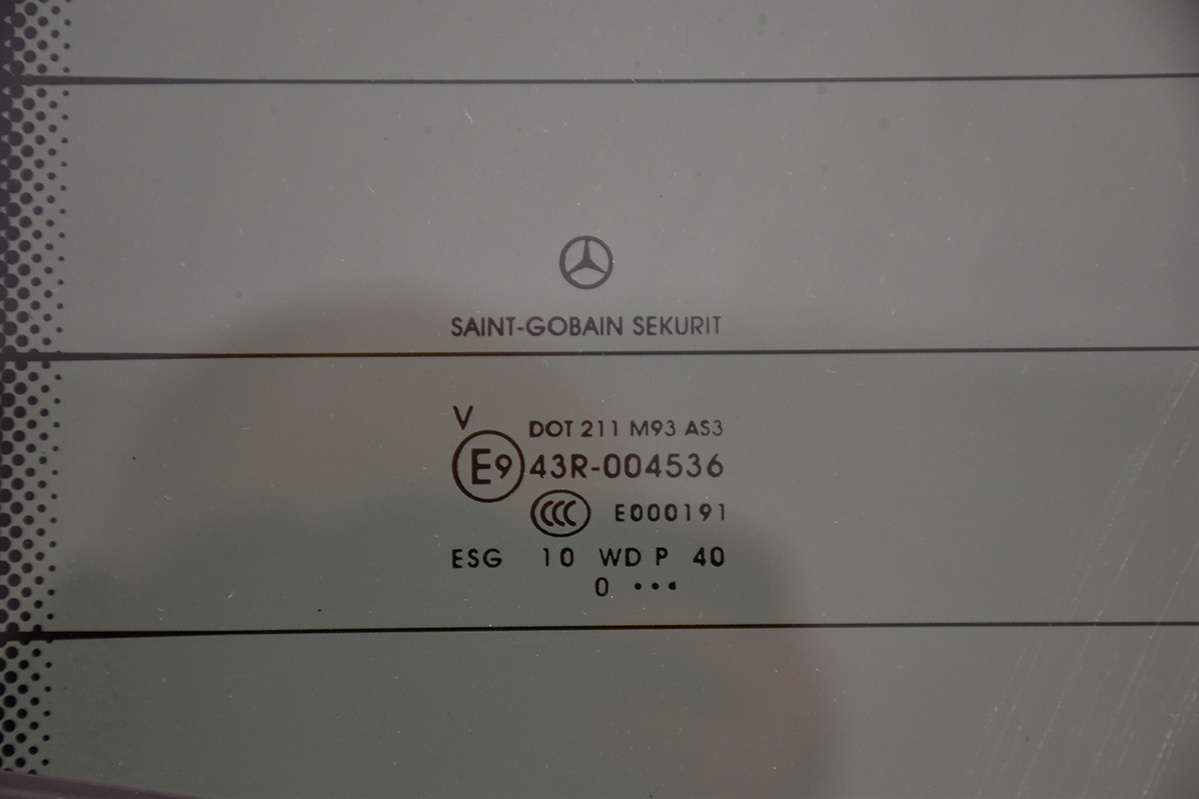 SAINT-GOBAIN SEKURIT
V
DOT 211 M93 AS3
E9 43R-004536
CCC E000191
ESG 10 WD P 40
0 •••